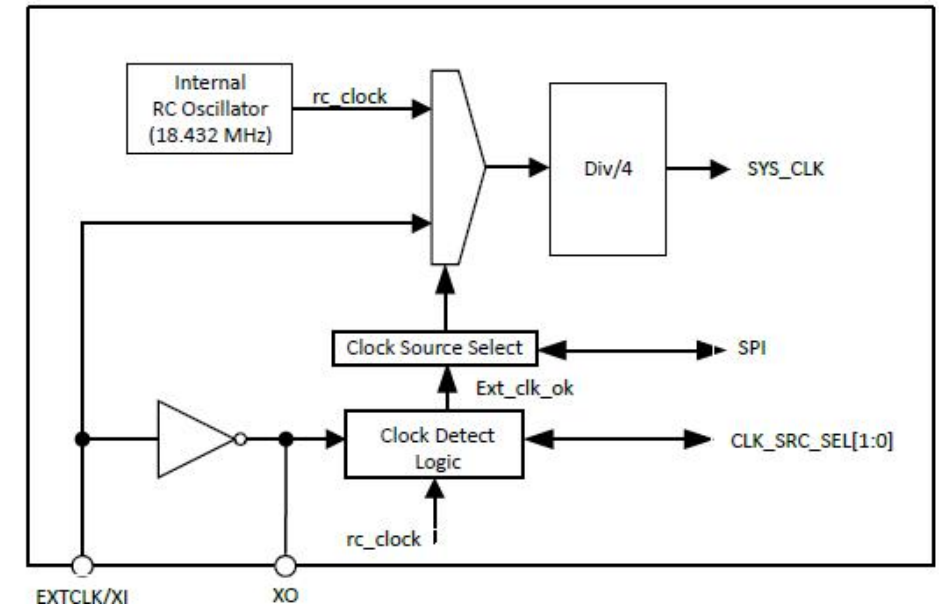 Internal
RC Oscillator
(18.432 MHz)
rc_clock
Div/4
SYS_CLK
Clock Source Select
SPI
Ext_clk_ok
Clock Detect
Logic
CLK_SRC_SEL[1:0]
rc_clock
EXTCLK/XI
XO